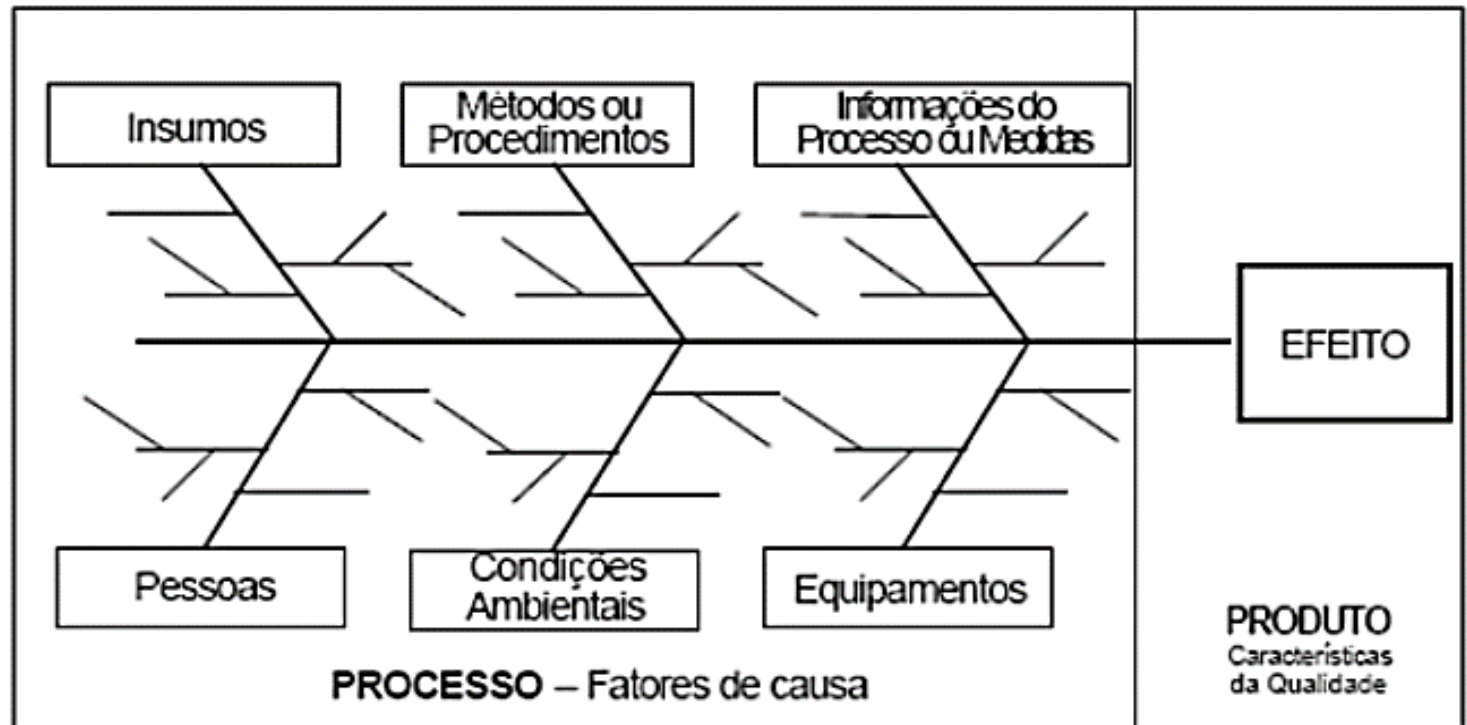 Insumos
Métodos ou
Procedimentos
Informações do
Processo ou Medidas
EFEITO
Pessoas
Condições
Ambientais
Equipamentos
PROCESSO – Fatores de causa
PRODUTO
Características
da Qualidade